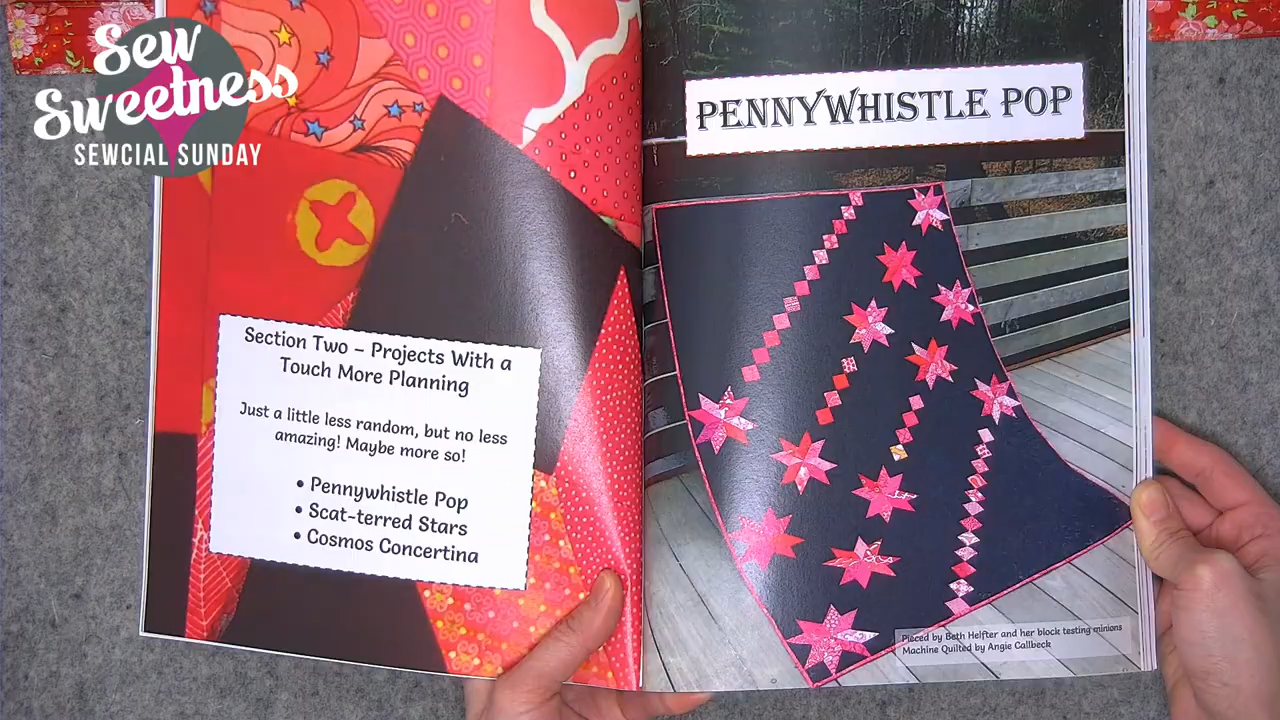 Sew
Sweetness
SEWCIAL SUNDAY
Section Two – Projects With a
Touch More Planning
Just a little less random, but no less
amazing! Maybe more so!
• Pennywhistle Pop
• Scat-terred Stars
• Cosmos Concertina
PENNYWHISTLE POP
Pieced by Beth Helfter and her block testing minions
Machine Quilted by Angie Callbeck